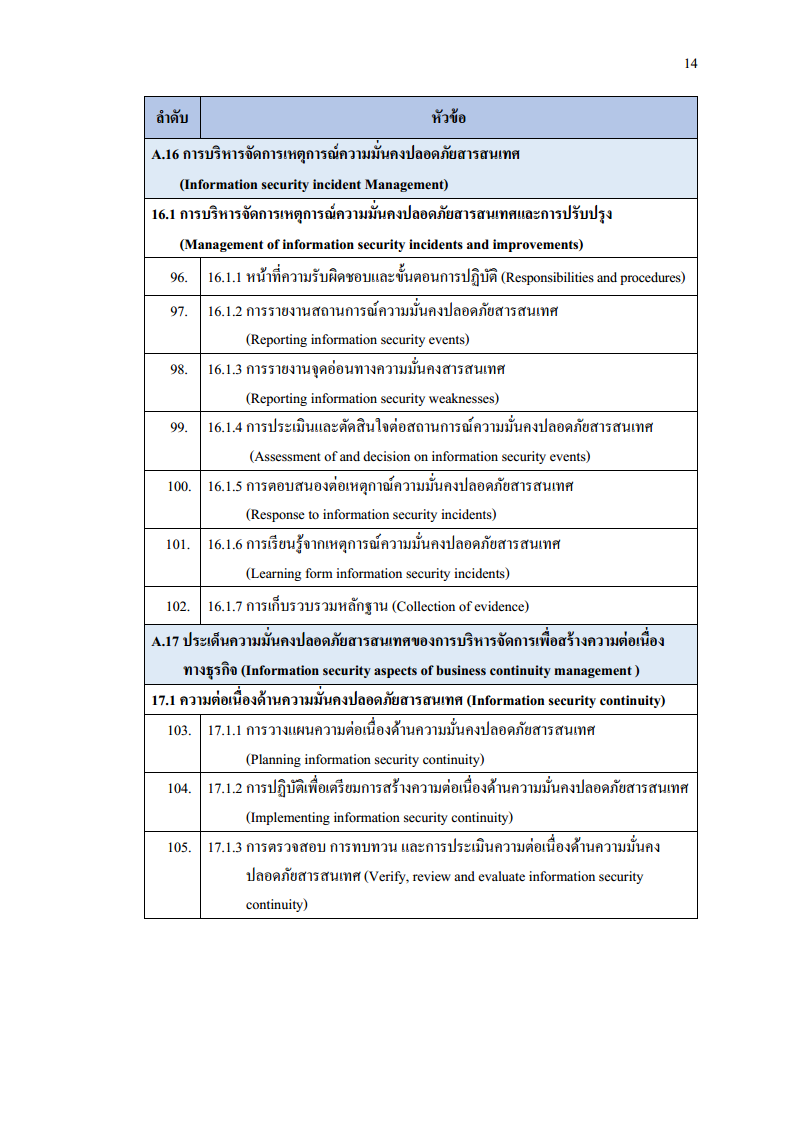 14
ลำดับ หัวข้อ
A.16 การบริหารจัดการเหตุการณ์ความมั่นคงปลอดภัยสารสนเทศ
(Information security incident Management)
16.1 การบริหารจัดการเหตุการณ์ความมั่นคงปลอดภัยสารสนเทศและการปรับปรุง
(Management of information security incidents and improvements)
96. 16.1.1 หน้าที่ความรับผิดชอบและขั้นตอนการปฏิบัติ (Responsibilities and procedures)
97. 16.1.2 การรายงานสถานการณ์ความมั่นคงปลอดภัยสารสนเทศ
(Reporting information security events)
98. 16.1.3 การรายงานจุดอ่อนทางความมั่นคงสารสนเทศ
(Reporting information security weaknesses)
99. 16.1.4 การประเมินและตัดสินใจต่อสถานการณ์ความมั่นคงปลอดภัยสารสนเทศ
(Assessment of and decision on information security events)
100. 16.1.5 การตอบสนองต่อเหตุกาณ์ความมั่นคงปลอดภัยสารสนเทศ
(Response to information security incidents)
101. 16.1.6 การเรียนรู้จากเหตุการณ์ความมั่นคงปลอดภัยสารสนเทศ
(Learning form information security incidents)
102. 16.1.7 การเก็บรวบรวมหลักฐาน (Collection of evidence)
A.17 ประเด็นความมั่นคงปลอดภัยสารสนเทศของการบริหารจัดการเพื่อสร้างความต่อเนื่อง
ทางธุรกิจ (Information security aspects of business continuity management )
17.1 ความต่อเนื่องด้านความมั่นคงปลอดภัยสารสนเทศ (Information security continuity)
103. 17.1.1 การวางแผนความต่อเนื่องด้านความมั่นคงปลอดภัยสารสนเทศ
(Planning information security continuity)
104. 17.1.2 การปฏิบัติเพื่อเตรียมการสร้างความต่อเนื่องด้านความมั่นคงปลอดภัยสารสนเทศ
(Implementing information security continuity)
105. 17.1.3 การตรวจสอบ การทบทวน และการประเมินความต่อเนื่องด้านความมั่นคง
ปลอดภัยสารสนเทศ (Verify, review and evaluate information security
continuity)